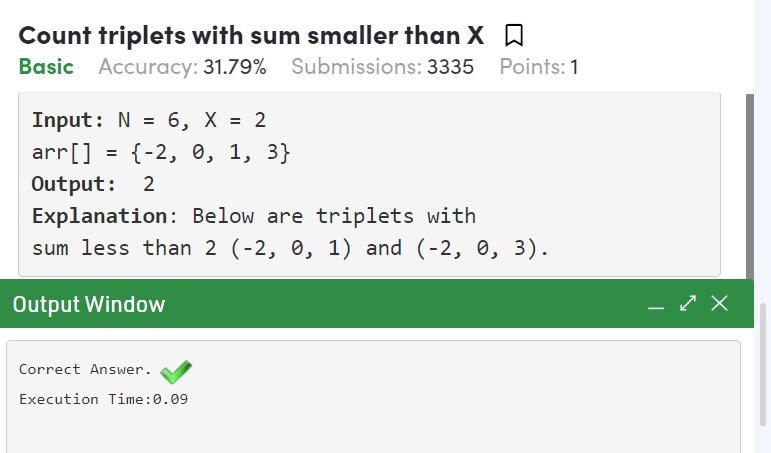 Count triplets with sum smaller than X
Basic Accuracy: 31.79% Submissions: 3335 Points: 1
Input: N = 6, X = 2
arr[] = {-2, 0, 1, 3}
Output:  2
Explanation: Below are triplets with
sum less than 2 (-2, 0, 1) and (-2, 0, 3).
Output Window
Correct Answer.
Execution Time:0.09